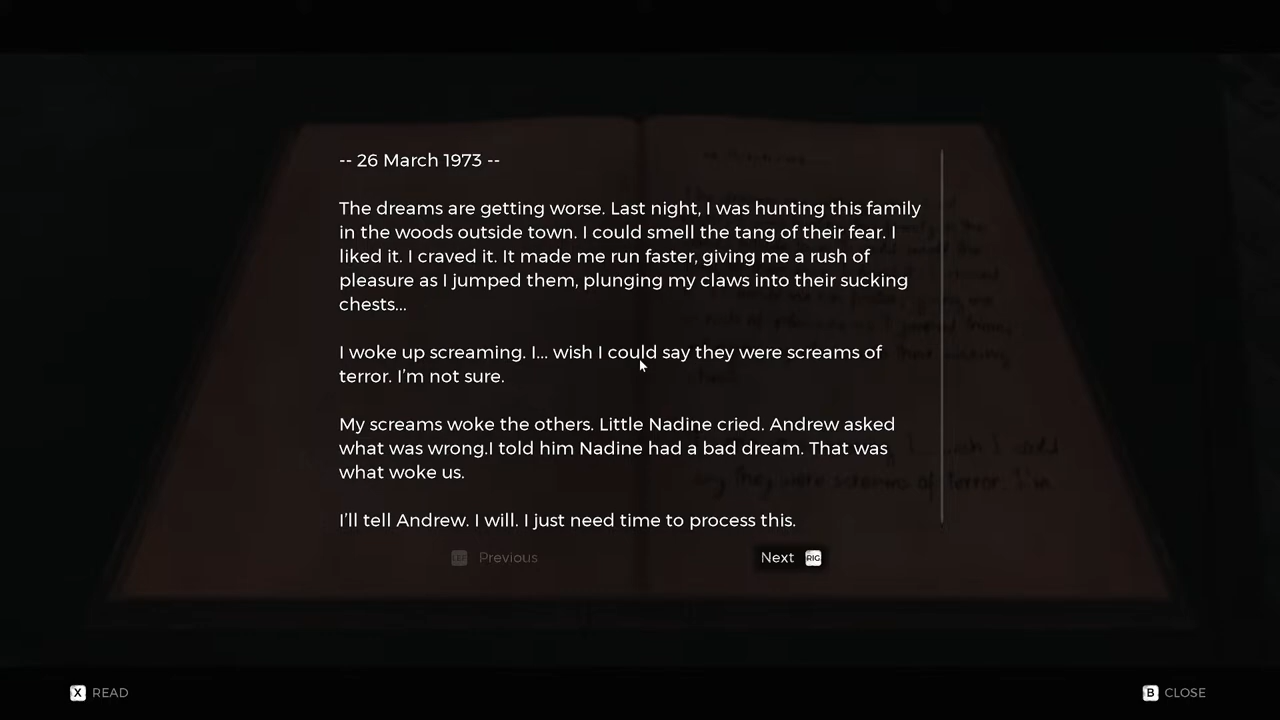 -- 26 March 1973 --
The dreams are getting worse. Last night, I was hunting this family
in the woods outside town. I could smell the tang of their fear. I
liked it. I craved it. It made me run faster, giving me a rush of
pleasure as I jumped them, plunging my claws into their sucking
chests...
I woke up screaming. I... wish I could say they were screams of
terror. I'm not sure.
My screams woke the others. Little Nadine cried. Andrew asked
what was wrong.I told him Nadine had a bad dream. That was
what woke us.
I'll tell Andrew. I will. I just need time to process this.
Previous
Next RIG
X READ
B CLOSE